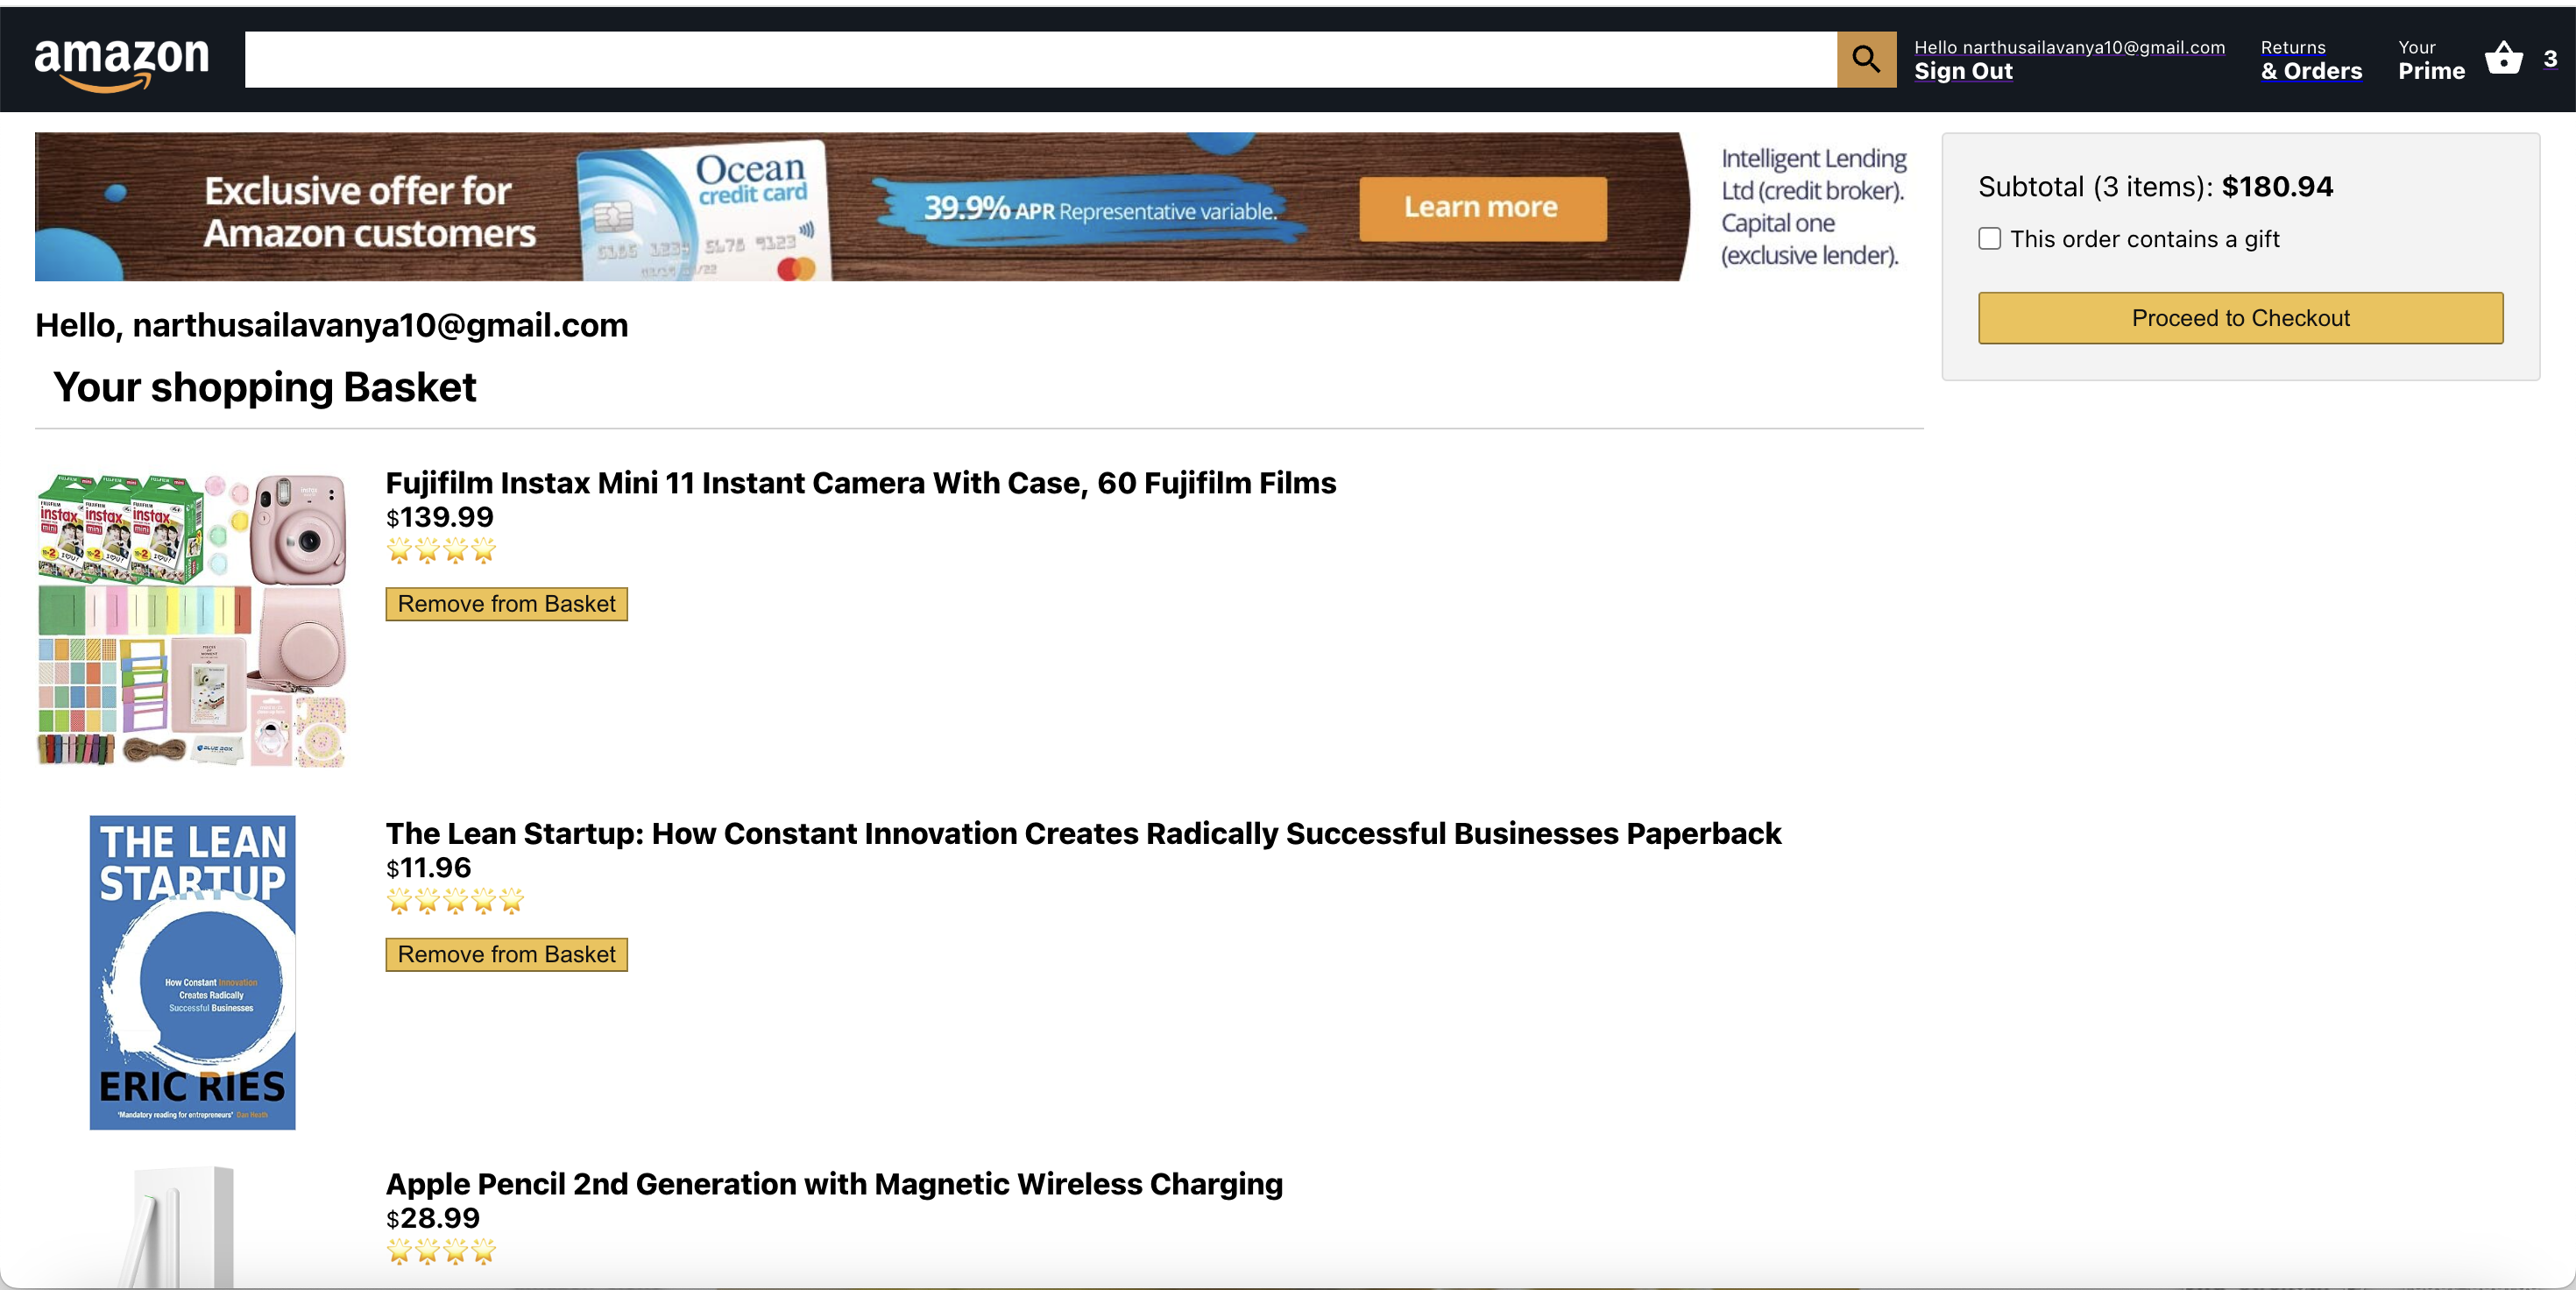 amazon
Hello narthusailavanya10@gmail.com
Sign Out
Returns
& Orders
Your
Prime
3
Exclusive offer for
Amazon customers
Ocean
credit card
39.9% APR Representative variable.
Learn more
Intelligent Lending
Ltd (credit broker).
Capital one
(exclusive lender).
Subtotal (3 items): $180.94
This order contains a gift
Proceed to Checkout
Hello, narthusailavanya10@gmail.com
Your shopping Basket
Fujifilm Instax Mini 11 Instant Camera With Case, 60 Fujifilm Films
$139.99
Remove from Basket
instax instax instax
mini mini mini
The Lean Startup: How Constant Innovation Creates Radically Successful Businesses Paperback
$11.96
Remove from Basket
THE LEAN
STARTUP
How Constant Innovation
Creates Radically
Successful Businesses
ERIC RIES
'Mandatory reading for entrepreneurs' Dan Heath
Apple Pencil 2nd Generation with Magnetic Wireless Charging
$28.99